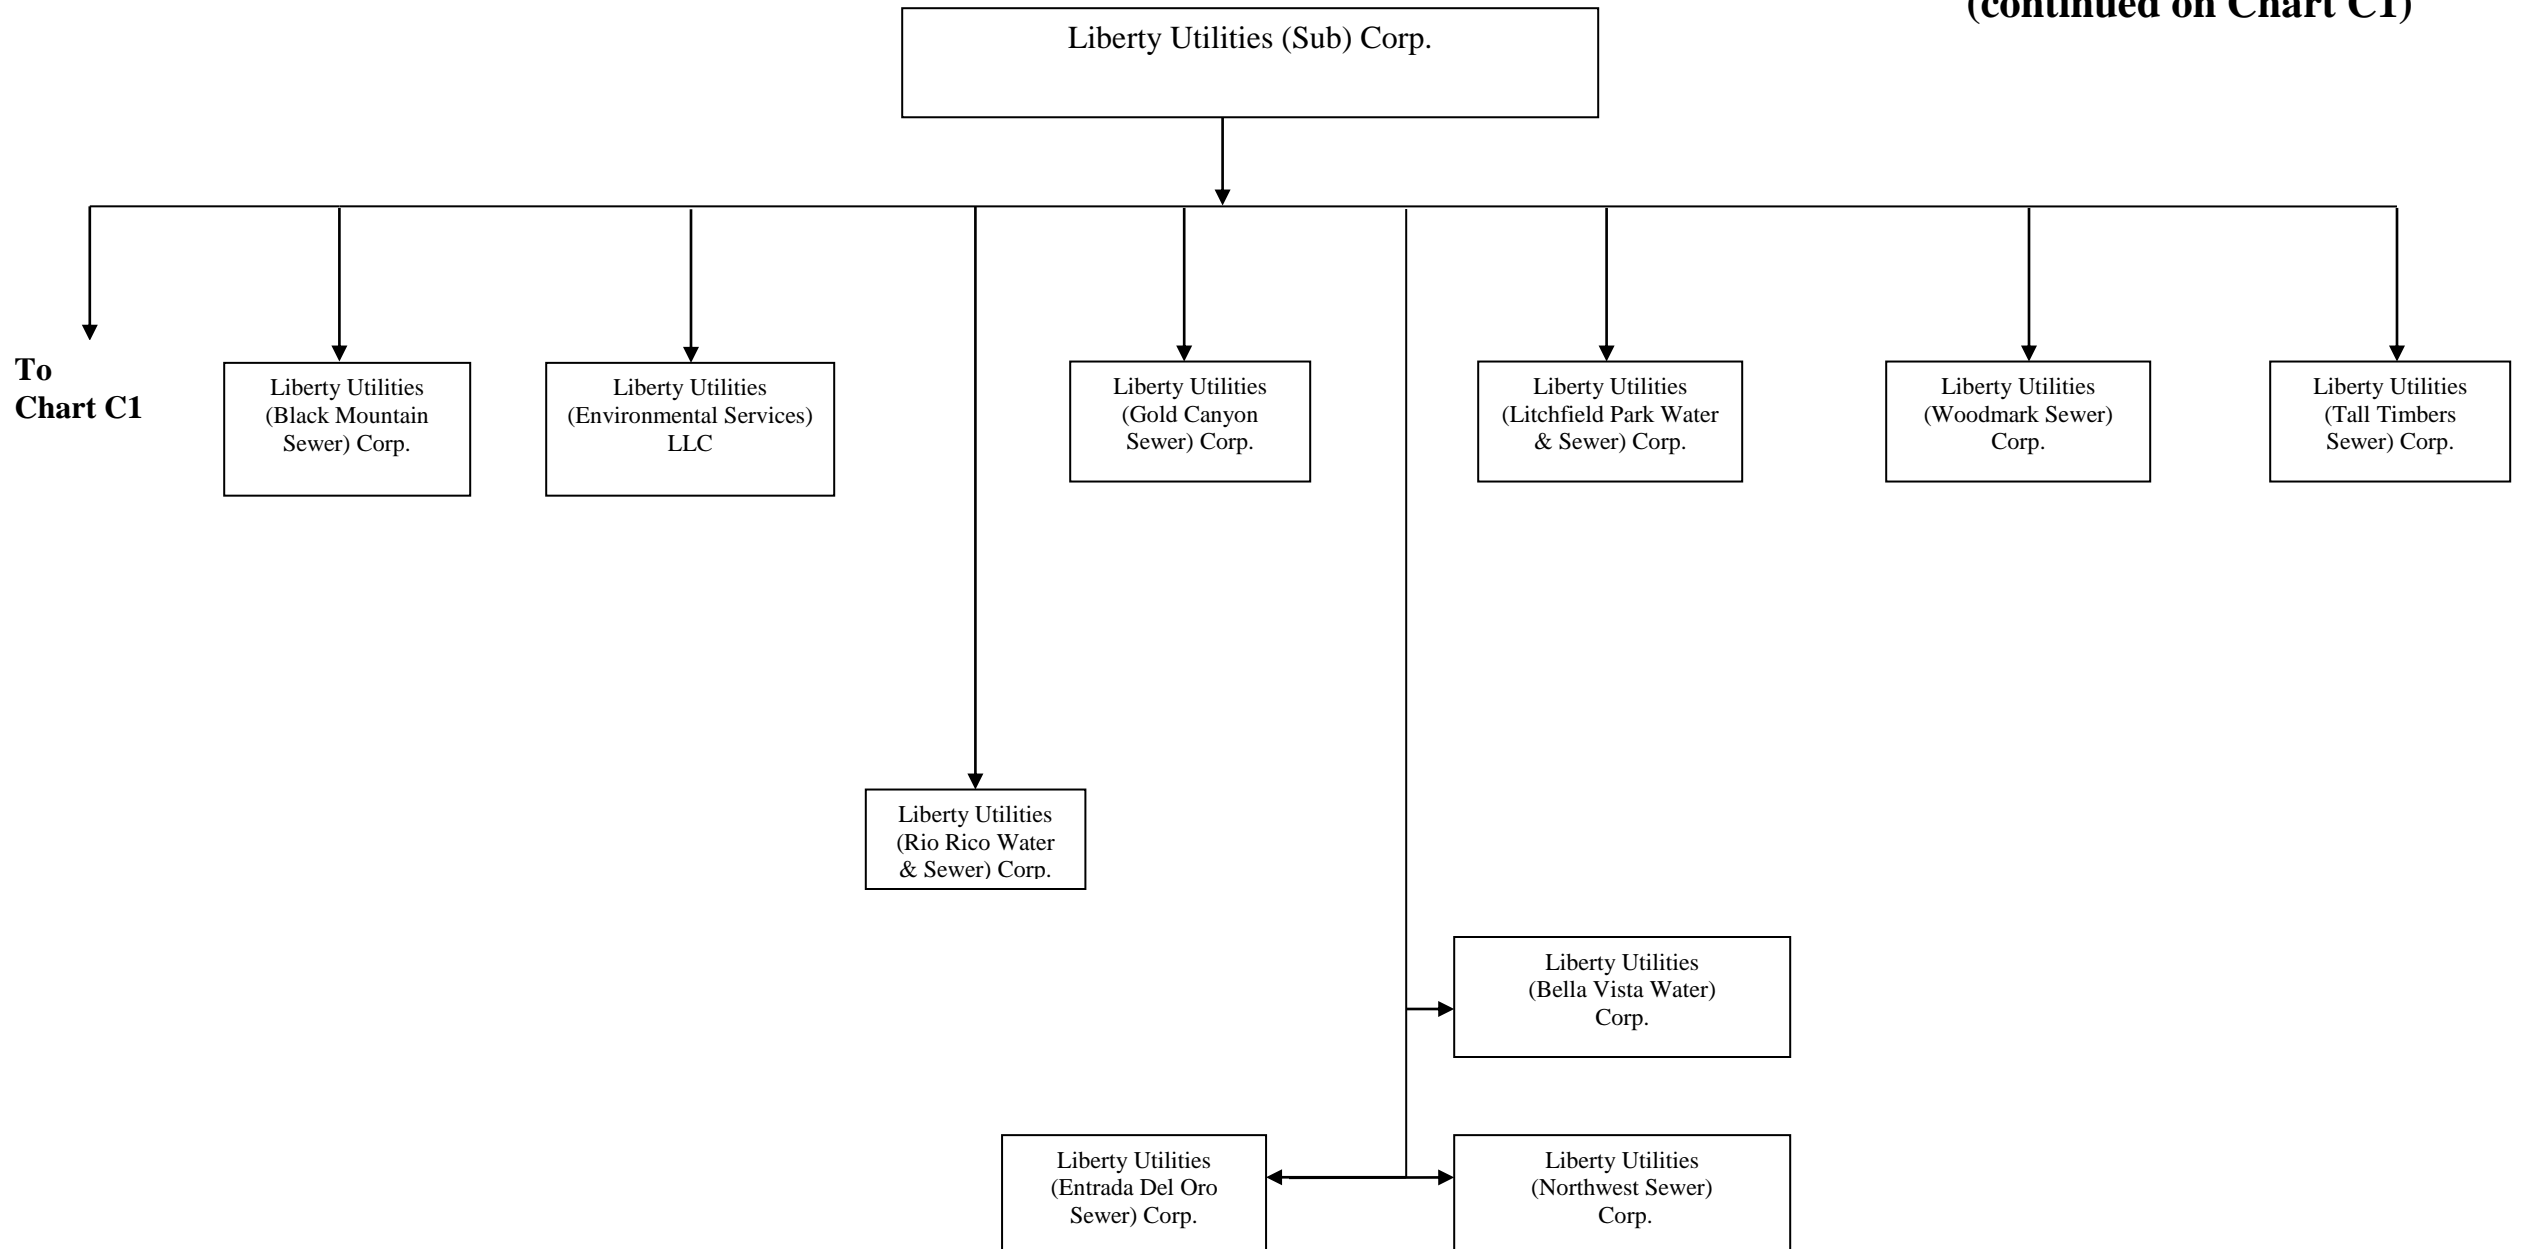 (continued on Chart C1)
Liberty Utilities (Sub) Corp.
To
Chart C1
Liberty Utilities
(Black Mountain
Sewer) Corp.
Liberty Utilities
(Environmental Services)
LLC
Liberty Utilities
(Gold Canyon
Sewer) Corp.
Liberty Utilities
(Litchfield Park Water
& Sewer) Corp.
Liberty Utilities
(Woodmark Sewer)
Corp.
Liberty Utilities
(Tall Timbers
Sewer) Corp.
Liberty Utilities
(Rio Rico Water
& Sewer) Corp.
Liberty Utilities
(Bella Vista Water)
Corp.
Liberty Utilities
(Entrada Del Oro
Sewer) Corp.
Liberty Utilities
(Northwest Sewer)
Corp.